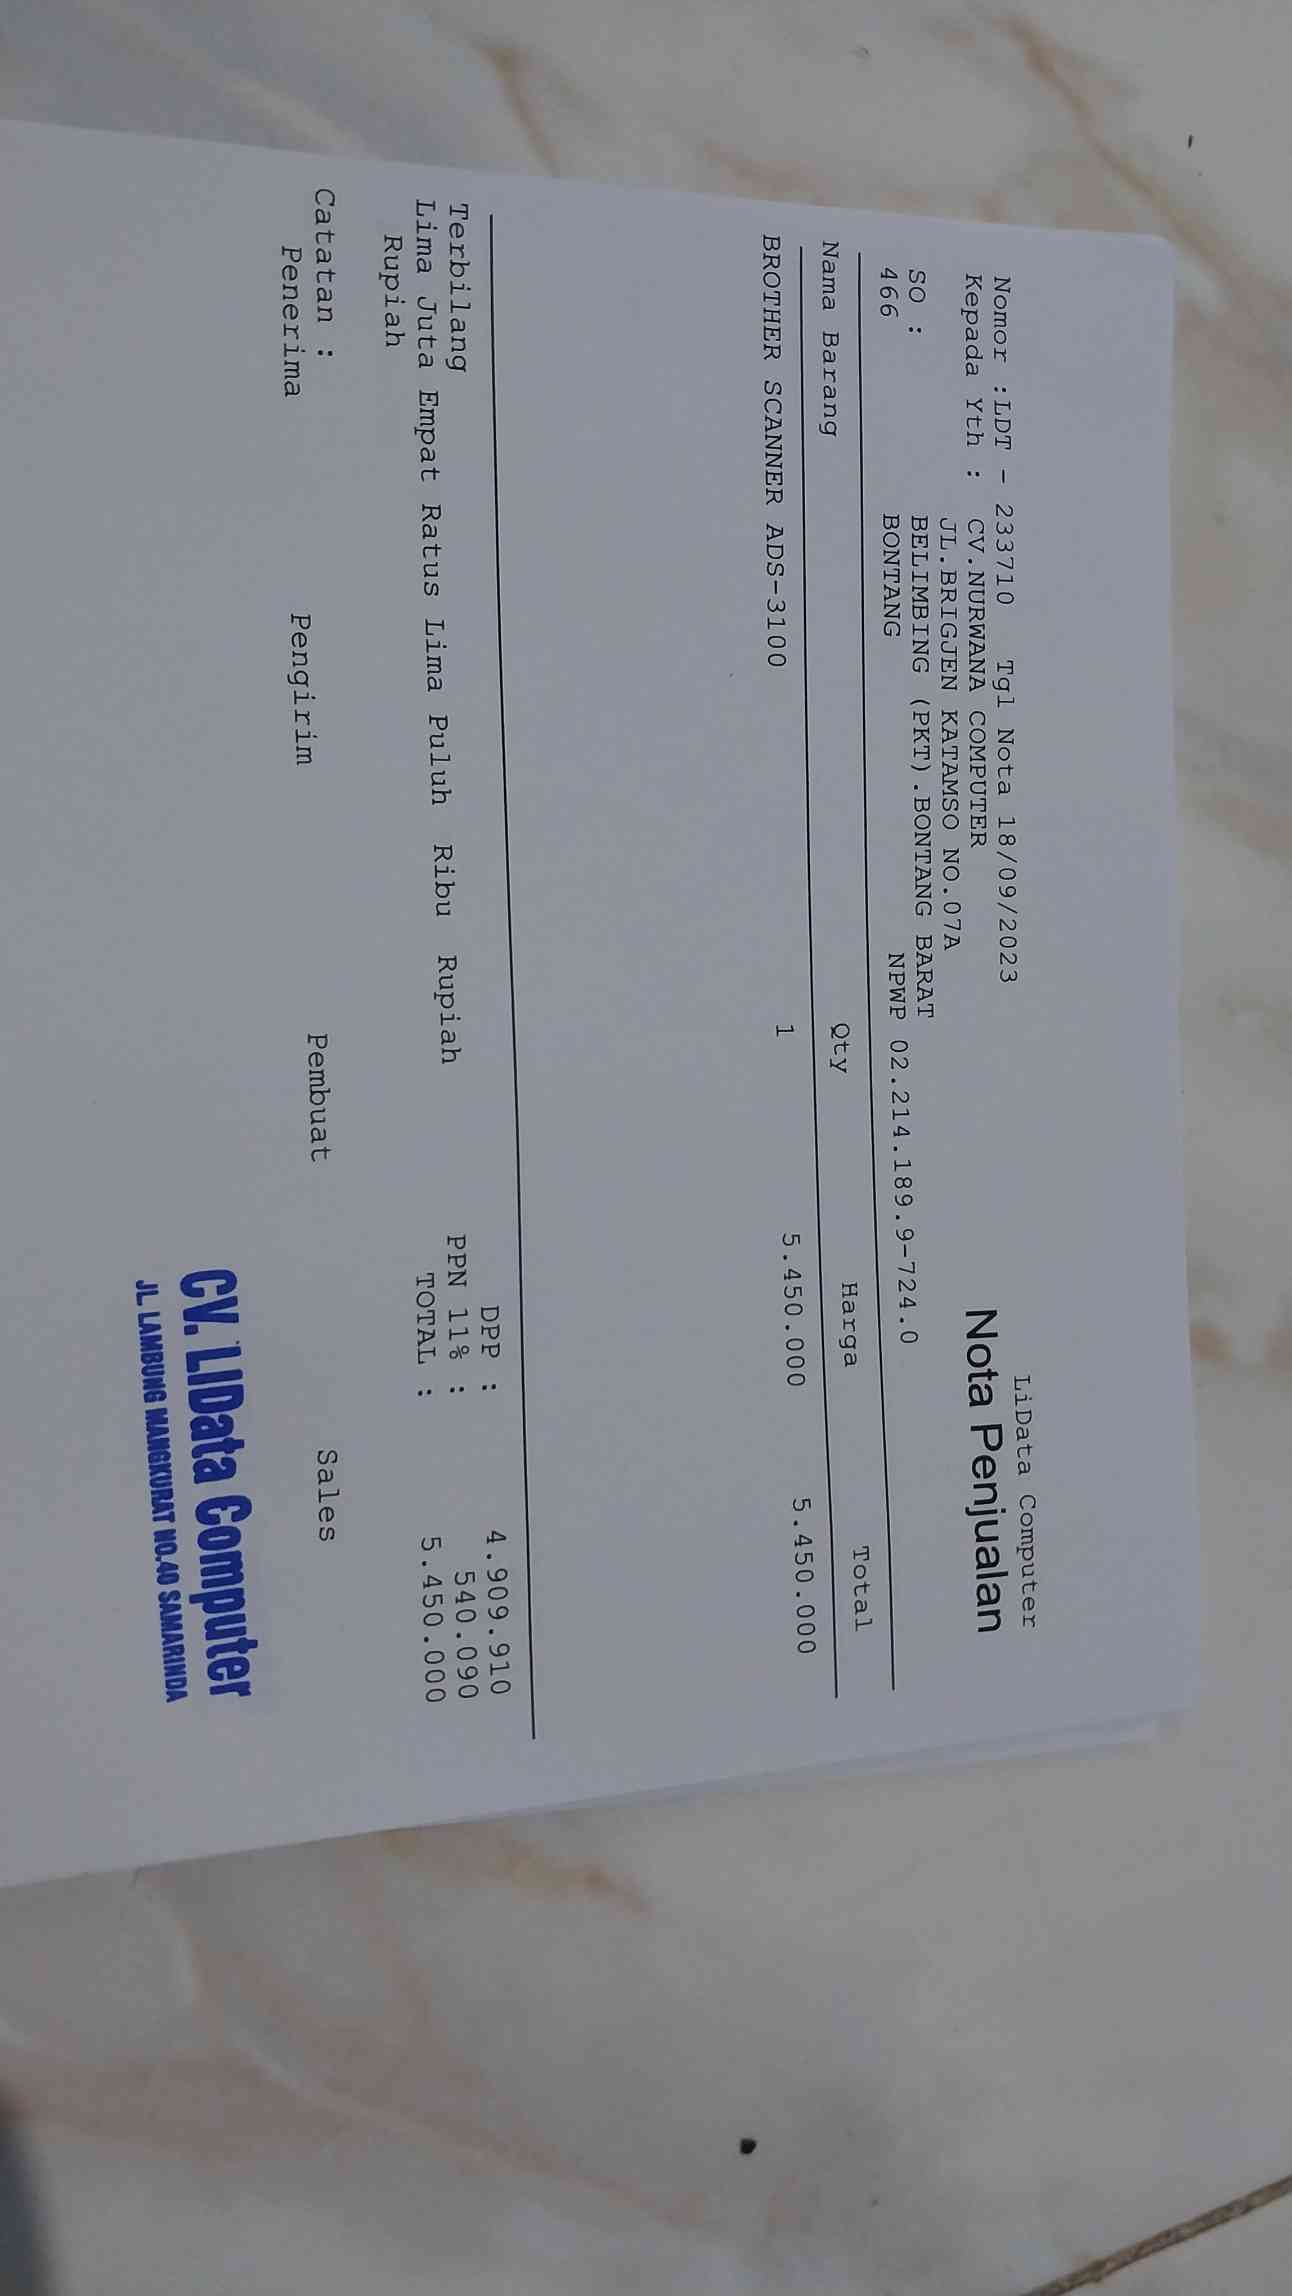 LiData Computer
Nomor :LDT - 233710 Tgl Nota 18/09/2023 Nota Penjualan
Kepada Yth : CV.NURWANA COMPUTER
JL.BRIGJEN KATAMSO NO.07A
SO : BELIMBING (PKT).BONTANG BARAT
466 BONTANG NPWP 02.214.189.9-724.0
Nama Barang Qty Harga Total
BROTHER SCANNER ADS-3100 1 5.450.000 5.450.000
DPP : 4.909.910
Terbilang PPN 11% : 540.090
Lima Juta Empat Ratus Lima Puluh Ribu Rupiah TOTAL : 5.450.000
Rupiah
Catatan :
Penerima Pengirim Pembuat Sales
CV. LIData Computer
JL. LAMBUNG MANGKURAT NO.40 SAMARINDA